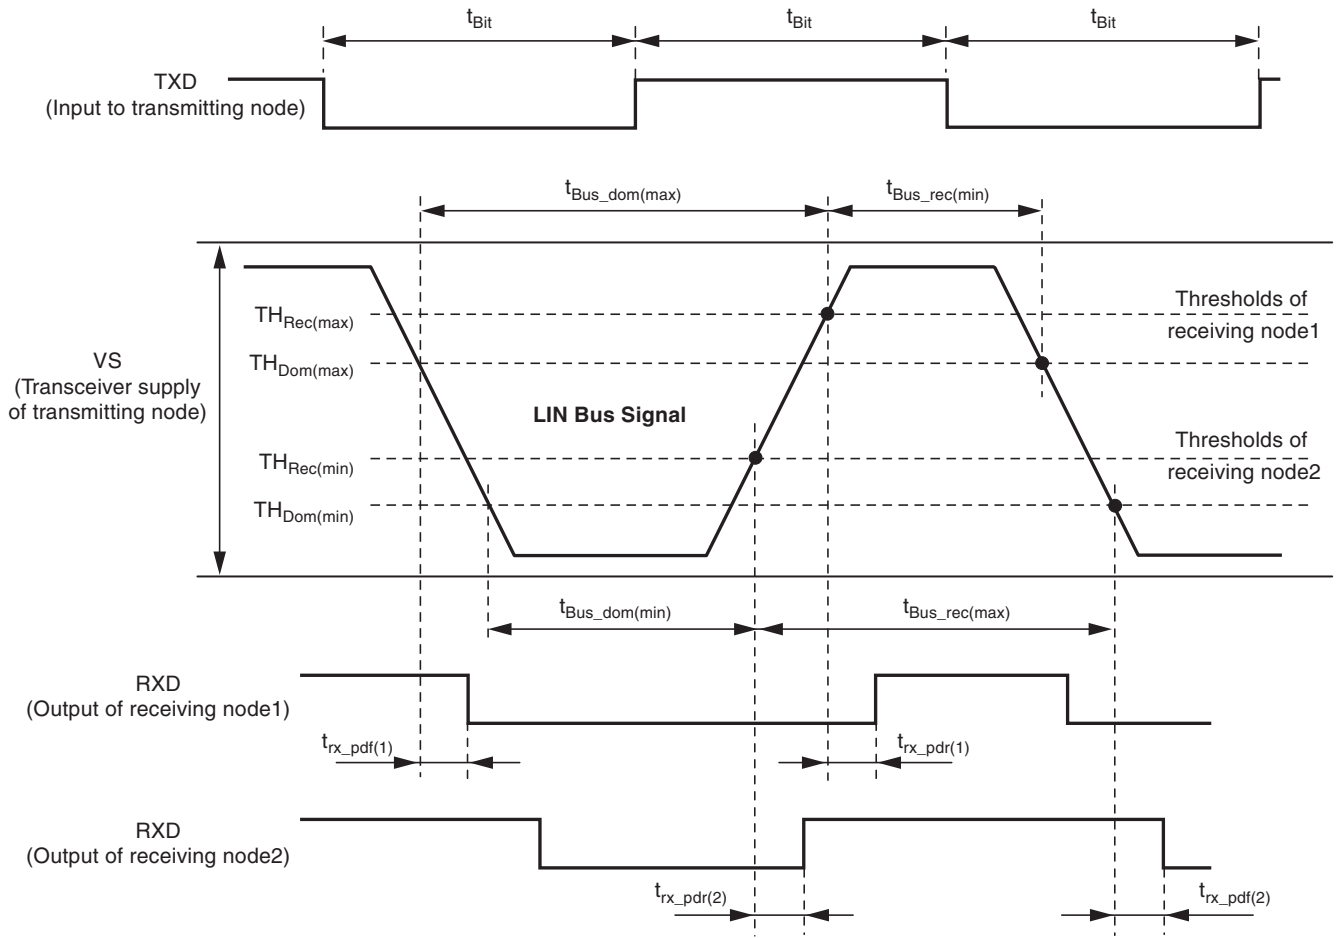 tBit
tBit
tBit
TXD
(Input to transmitting node)
tBus_dom(max)
tBus_rec(min)
THRec(max)
Thresholds of
receiving node1
THDom(max)
VS
(Transceiver supply
of transmitting node)
LIN Bus Signal
THRec(min)
Thresholds of
receiving node2
THDom(min)
tBus_dom(min)
tBus_rec(max)
RXD
(Output of receiving node1)
trx_pdf(1)
trx_pdr(1)
RXD
(Output of receiving node2)
trx_pdr(2)
trx_pdf(2)